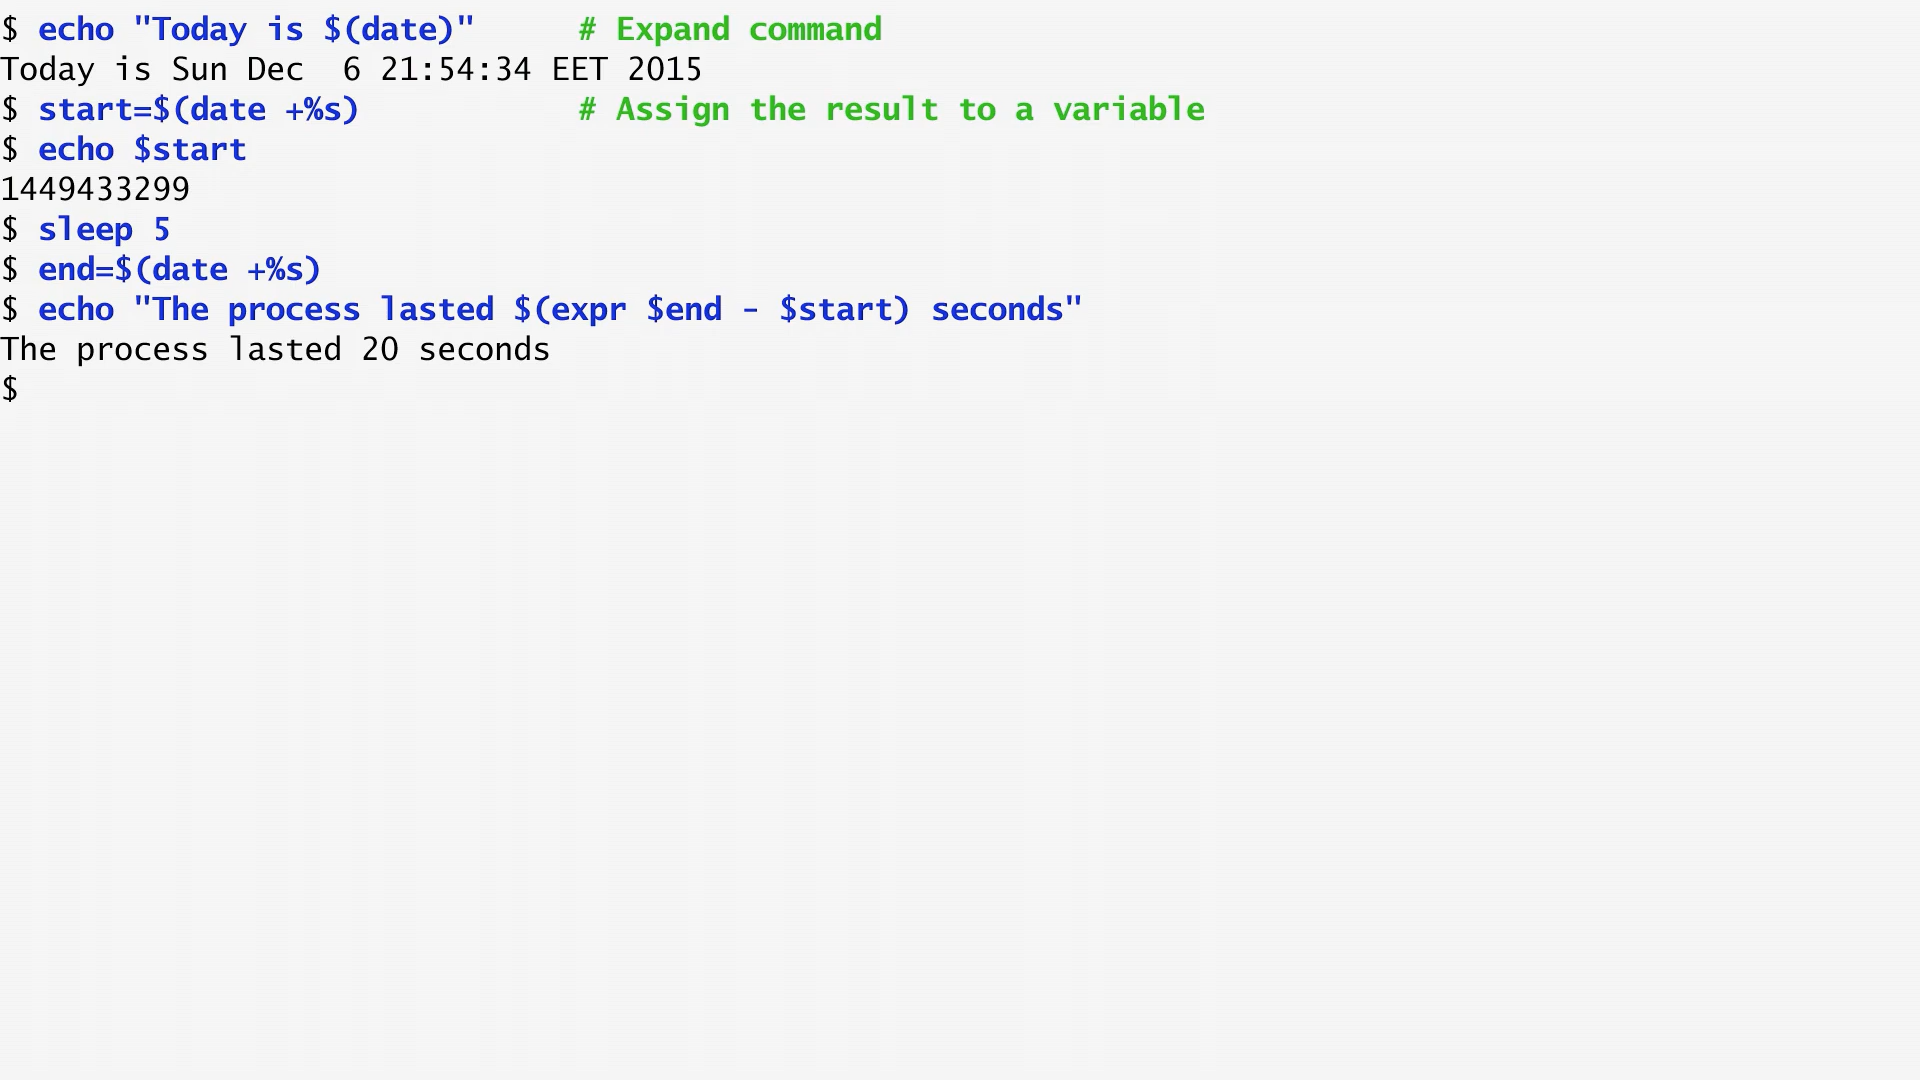 $ echo "Today is $(date)"     # Expand command
Today is Sun Dec  6 21:54:34 EET 2015
$ start=$(date +%s)           # Assign the result to a variable
$ echo $start
1449433299
$ sleep 5
$ end=$(date +%s)
$ echo "The process lasted $(expr $end - $start) seconds"
The process lasted 20 seconds
$